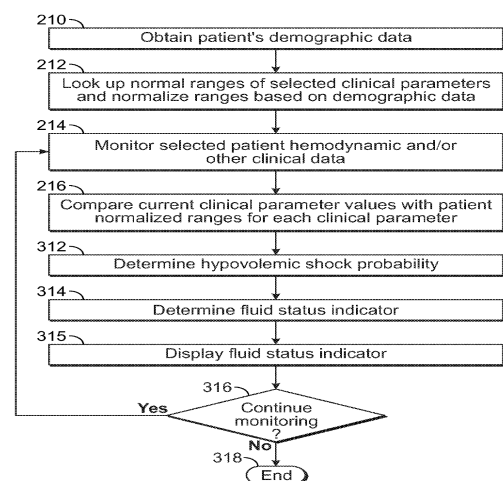 210
Obtain patient's demographic data
212
Look up normal ranges of selected clinical parameters
and normalize ranges based on demographic data
214
Monitor selected patient hemodynamic and/or
other clinical data
216
Compare current clinical parameter values with patient
normalized ranges for each clinical parameter
312
Determine hypovolemic shock probability
314
Determine fluid status indicator
315
Display fluid status indicator
316
Yes
Continue
monitoring
?
No
318
End